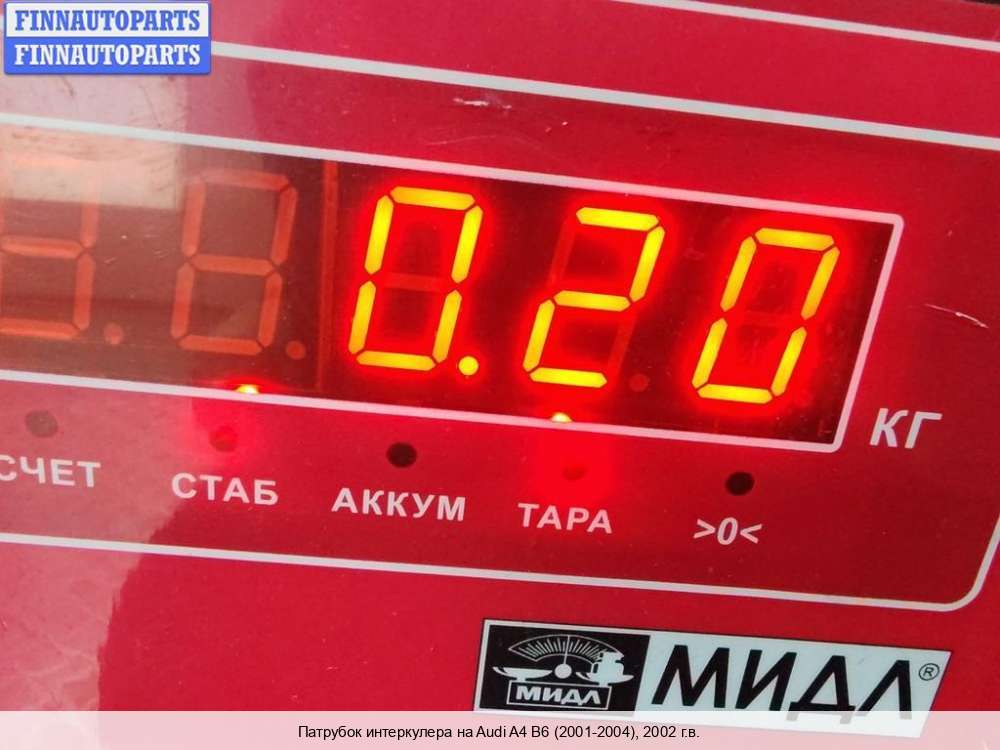 FINNAUTOPARTS
FINNAUTOPARTS
0.20
КГ
СЧЕТ
СТАБ
АККУМ
ТАРА
>0<
МИДЛ
МИДЛ®
Патрубок интеркулера на Audi A4 B6 (2001-2004), 2002 г.в.